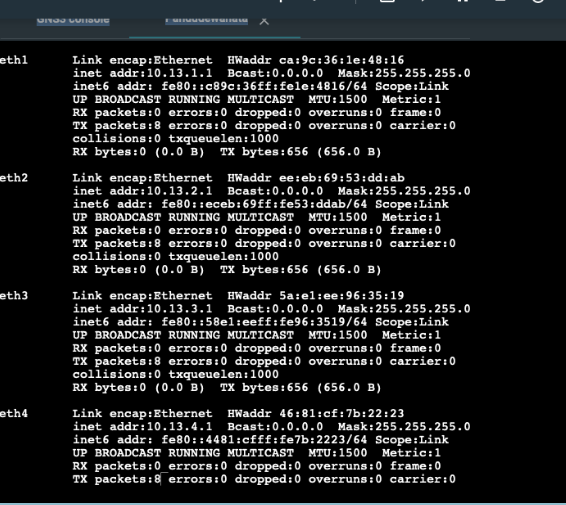 GNS3 console
Pandudewanata
eth1 Link encap:Ethernet HWaddr ca:9c:36:1e:48:16
inet addr:10.13.1.1 Bcast:0.0.0.0 Mask:255.255.255.0
inet6 addr: fe80::c89c:36ff:fe1e:4816/64 Scope:Link
UP BROADCAST RUNNING MULTICAST MTU:1500 Metric:1
RX packets:0 errors:0 dropped:0 overruns:0 frame:0
TX packets:8 errors:0 dropped:0 overruns:0 carrier:0
collisions:0 txqueuelen:1000
RX bytes:0 (0.0 B) TX bytes:656 (656.0 B)
eth2 Link encap:Ethernet HWaddr ee:eb:69:53:dd:ab
inet addr:10.13.2.1 Bcast:0.0.0.0 Mask:255.255.255.0
inet6 addr: fe80::eceb:69ff:fe53:ddab/64 Scope:Link
UP BROADCAST RUNNING MULTICAST MTU:1500 Metric:1
RX packets:0 errors:0 dropped:0 overruns:0 frame:0
TX packets:8 errors:0 dropped:0 overruns:0 carrier:0
collisions:0 txqueuelen:1000
RX bytes:0 (0.0 B) TX bytes:656 (656.0 B)
eth3 Link encap:Ethernet HWaddr 5a:e1:ee:96:35:19
inet addr:10.13.3.1 Bcast:0.0.0.0 Mask:255.255.255.0
inet6 addr: fe80::58e1:eeff:fe96:3519/64 Scope:Link
UP BROADCAST RUNNING MULTICAST MTU:1500 Metric:1
RX packets:0 errors:0 dropped:0 overruns:0 frame:0
TX packets:8 errors:0 dropped:0 overruns:0 carrier:0
collisions:0 txqueuelen:1000
RX bytes:0 (0.0 B) TX bytes:656 (656.0 B)
eth4 Link encap:Ethernet HWaddr 46:81:cf:7b:22:23
inet addr:10.13.4.1 Bcast:0.0.0.0 Mask:255.255.255.0
inet6 addr: fe80::4481:cfff:fe7b:2223/64 Scope:Link
UP BROADCAST RUNNING MULTICAST MTU:1500 Metric:1
RX packets:0 errors:0 dropped:0 overruns:0 frame:0
TX packets:8 errors:0 dropped:0 overruns:0 carrier:0